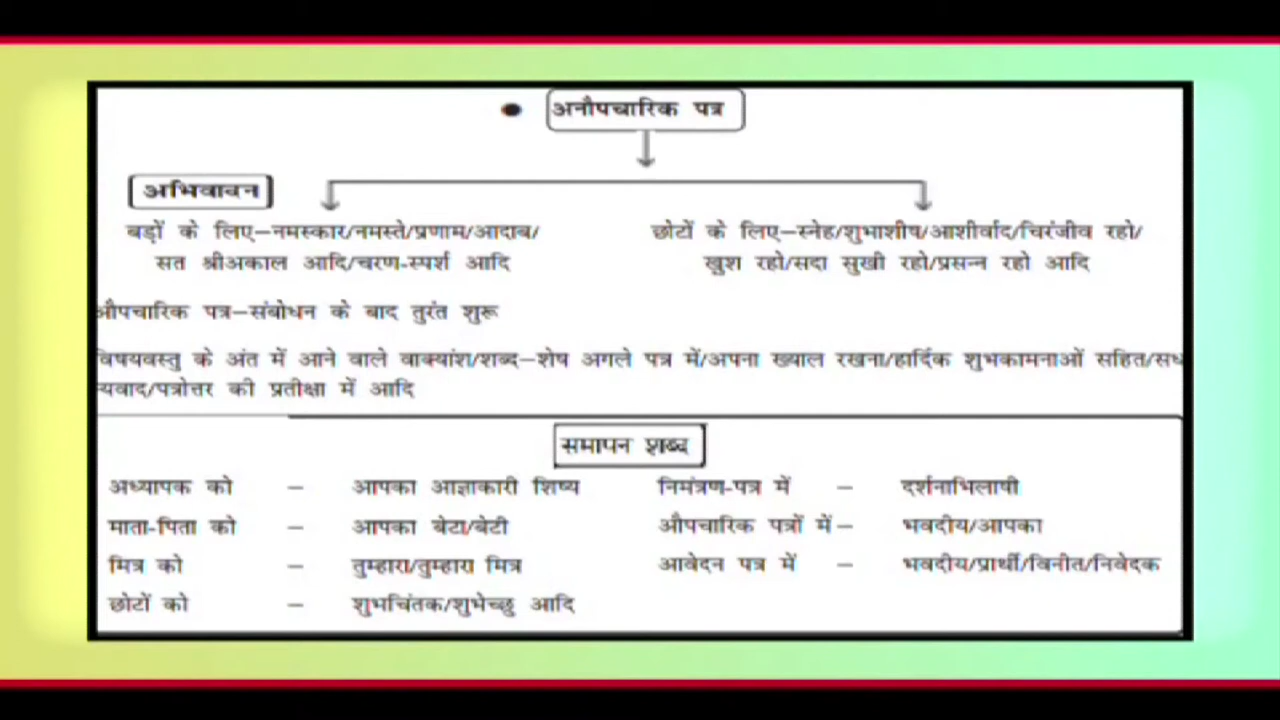 ● अनौपचारिक पत्र
अभिवावन
बड़ों के लिए–नमस्कार/नमस्ते/प्रणाम/आदाब/
सत श्रीअकाल आदि/चरण-स्पर्श आदि
छोटों के लिए–स्नेह/शुभाशीष/आशीर्वाद/चिरंजीव रहो/
खुश रहो/सदा सुखी रहो/प्रसन्न रहो आदि
औपचारिक पत्र–संबोधन के बाद तुरंत शुरू
विषयवस्तु के अंत में आने वाले वाक्यांश/शब्द–शेष अगले पत्र में/अपना ख्याल रखना/हार्दिक शुभकामनाओं सहित/सध
यवाद/पत्रोत्तर की प्रतीक्षा में आदि
समापन शब्द
अध्यापक को – आपका आज्ञाकारी शिष्य निमंत्रण-पत्र में – दर्शनाभिलाषी
माता-पिता को – आपका बेटा/बेटी औपचारिक पत्रों में – भवदीय/आपका
मित्र को – तुम्हारा/तुम्हारा मित्र आवेदन पत्र में – भवदीय/प्रार्थी/विनीत/निवेदक
छोटों को – शुभचिंतक/शुभेच्छु आदि